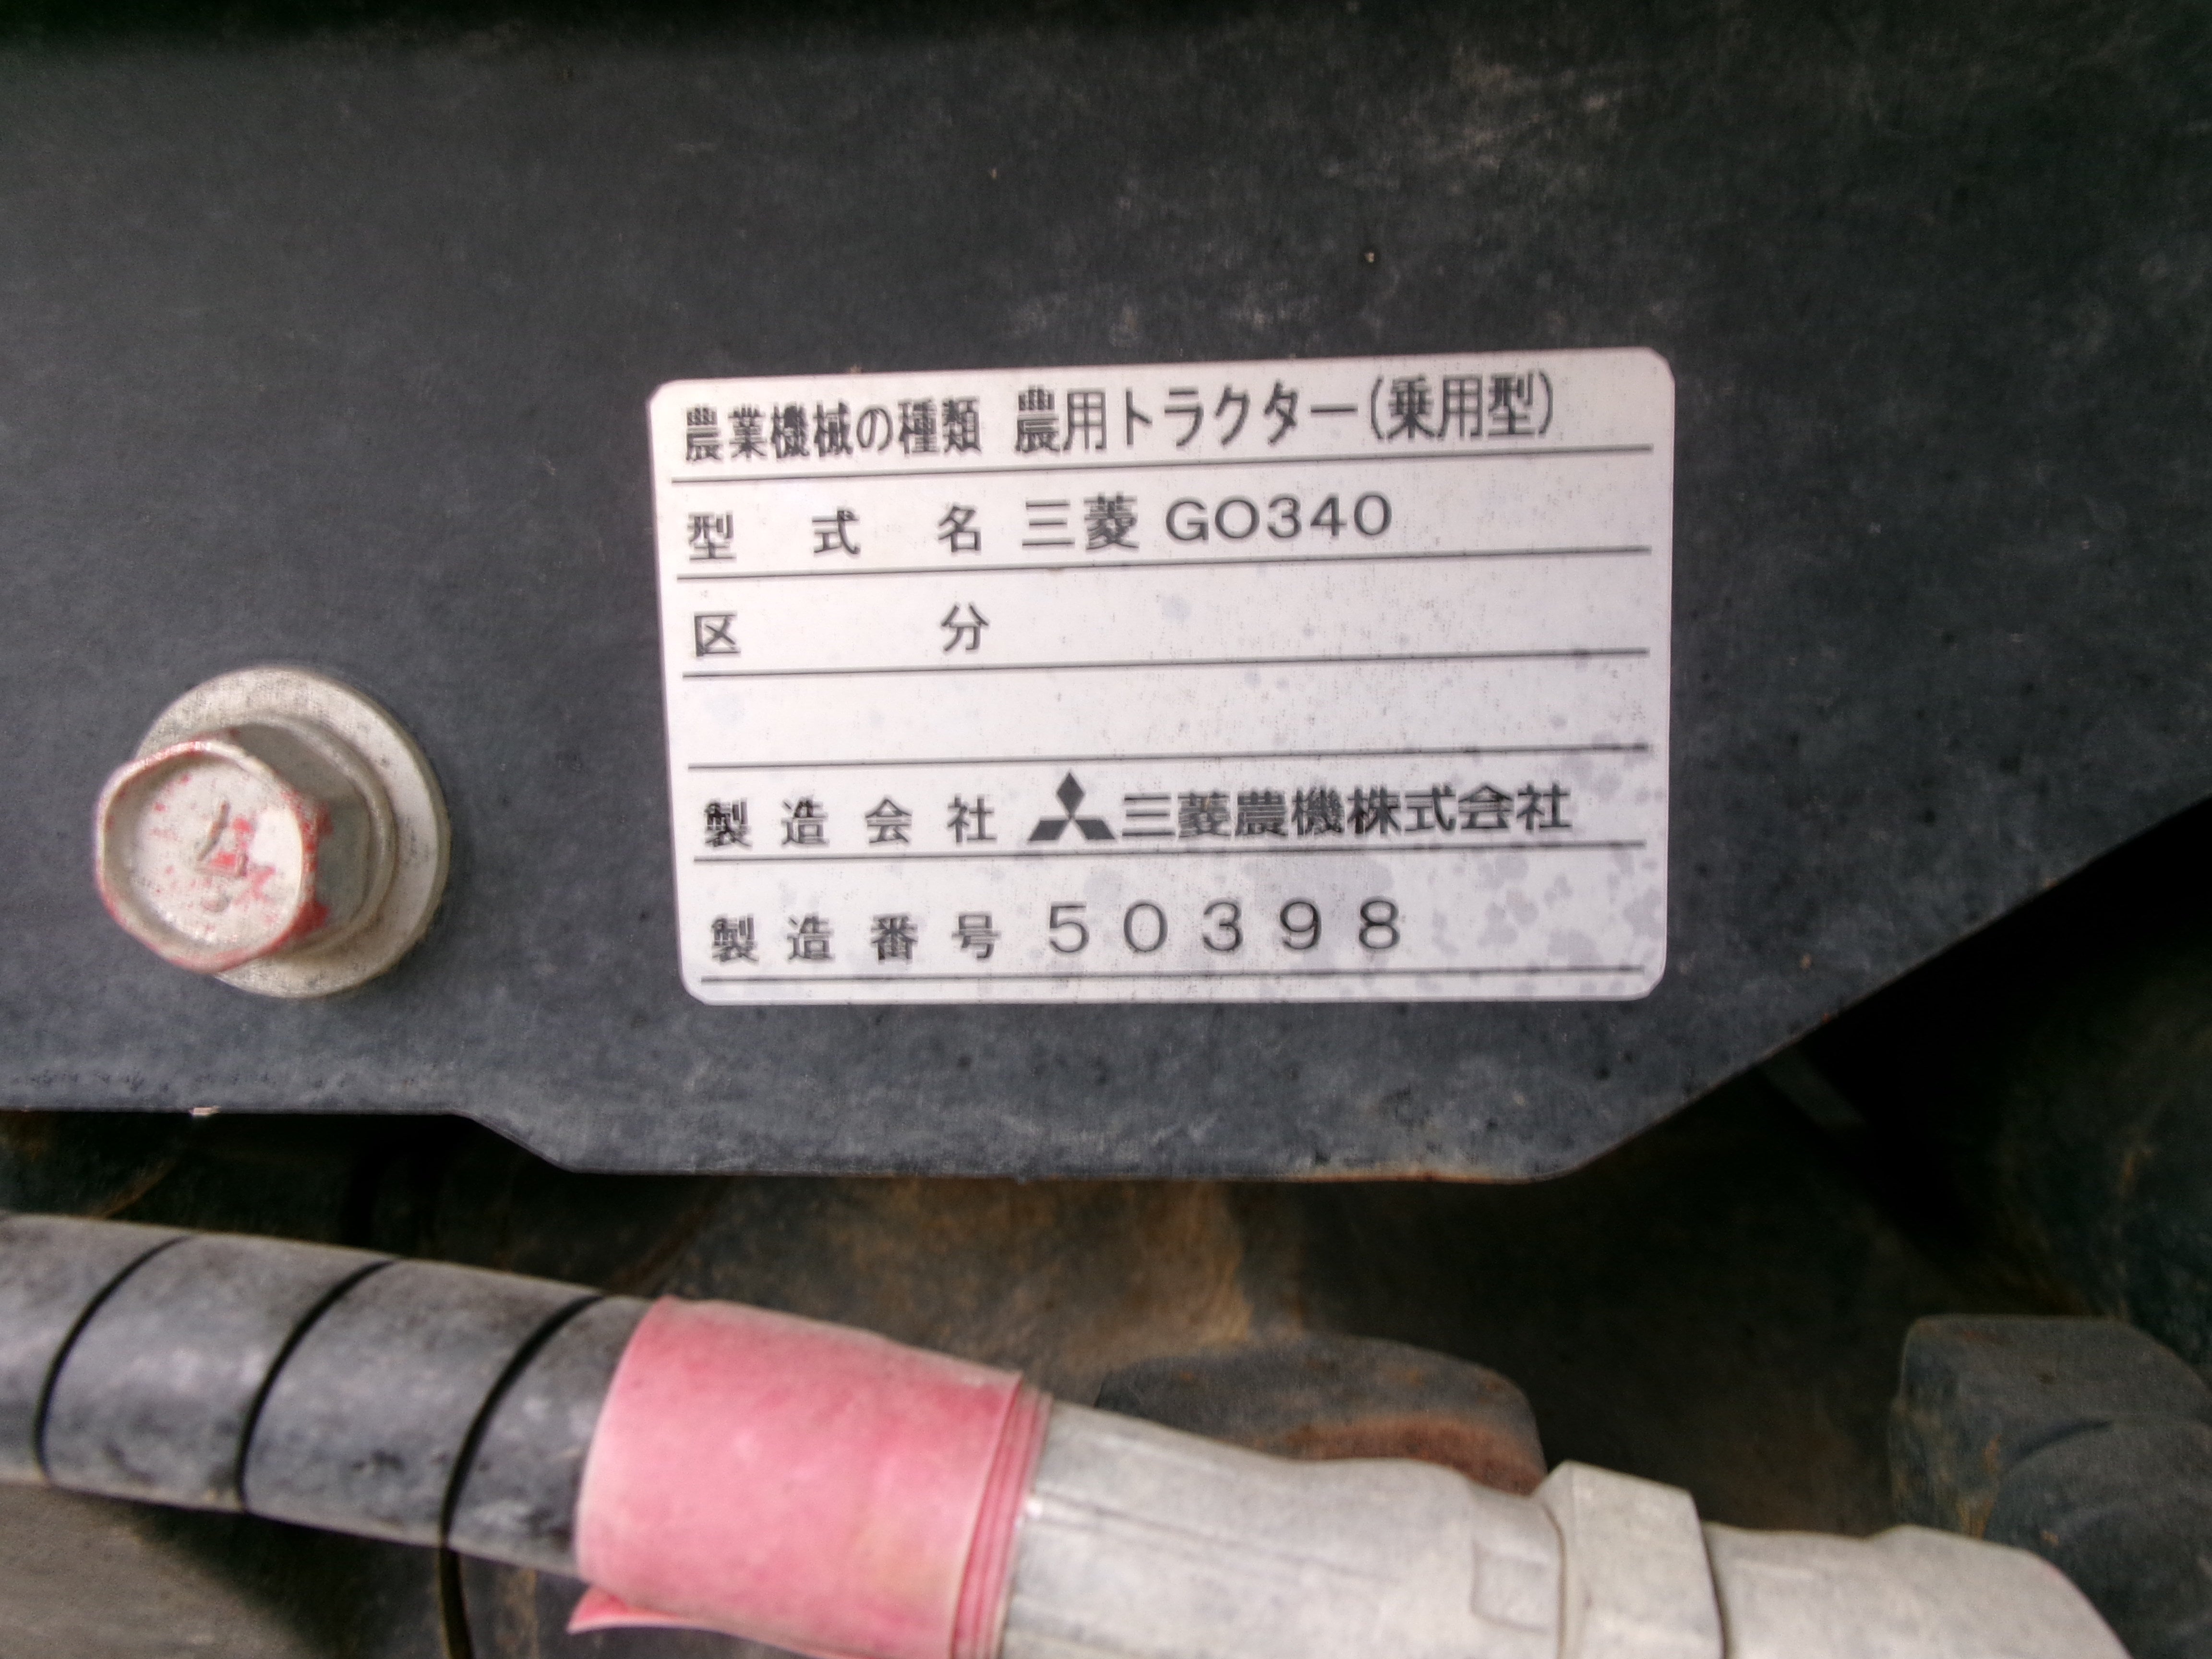 農業機械の種類 農用トラクター(乗用型)
型式名 三菱 GO340
区分
製造会社 三菱農機株式会社
製造番号 50398